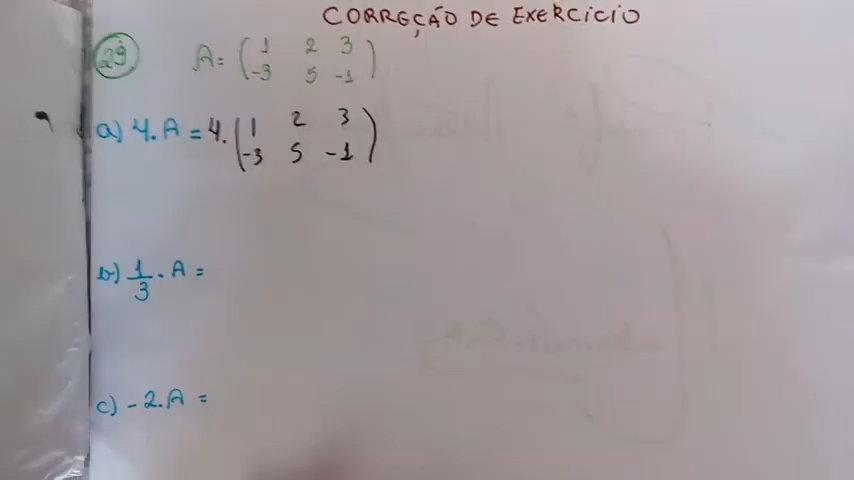 CORREÇÃO DE EXERCICIO
29 A = ( 1 2 3 )
( -3 5 -1 )
a) 4.A = 4. ( 1 2 3 )
( -3 5 -1 )
b) 1/3 . A =
c) -2.A =